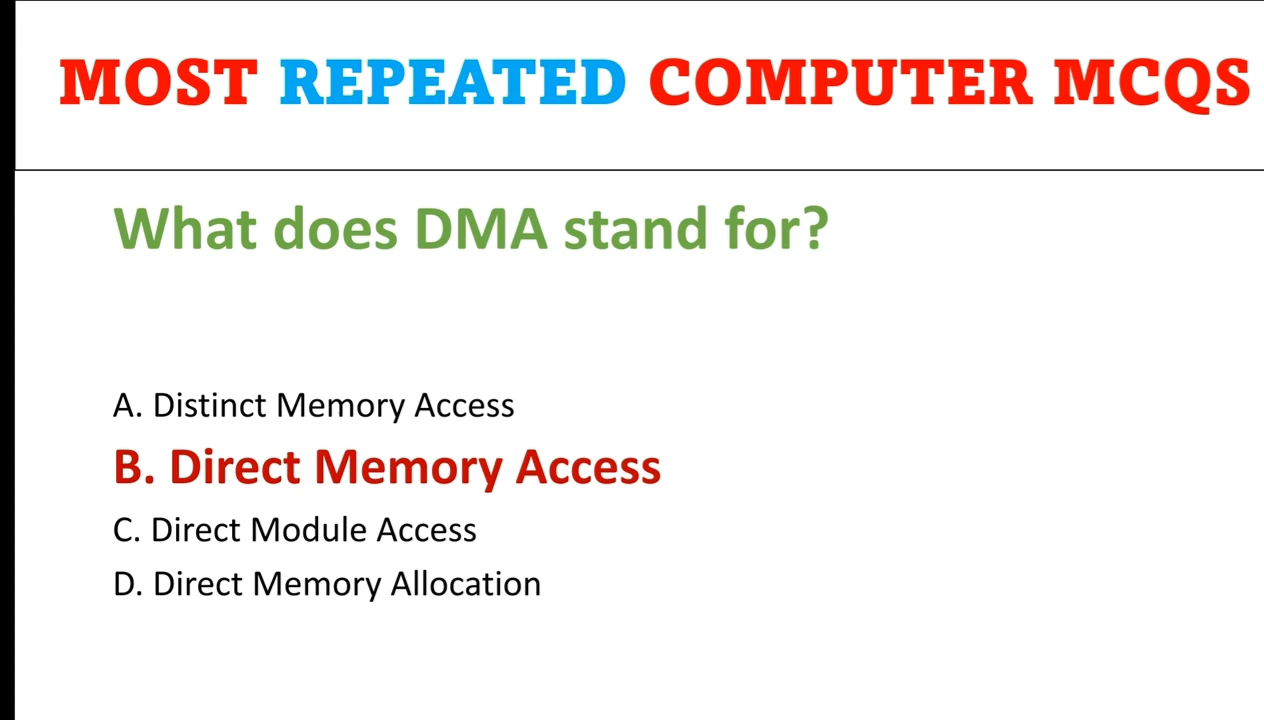 MOST REPEATED COMPUTER MCQS
What does DMA stand for?
A. Distinct Memory Access
B. Direct Memory Access
C. Direct Module Access
D. Direct Memory Allocation